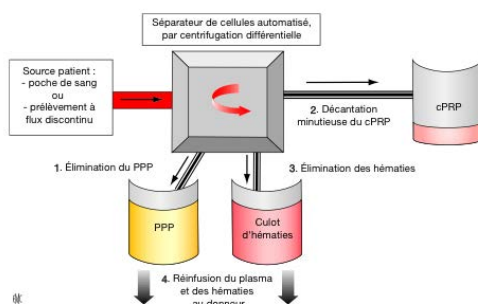 Séparateur de cellules automatisé,
par centrifugation différentielle
Source patient :
- poche de sang
ou
- prélèvement à
flux discontinu
2. Décantation
minutieuse du cPRP
cPRP
1. Élimination du PPP
3. Élimination des hématies
PPP
Culot
d'hématies
4. Réinfusion du plasma
et des hématies
au donneur